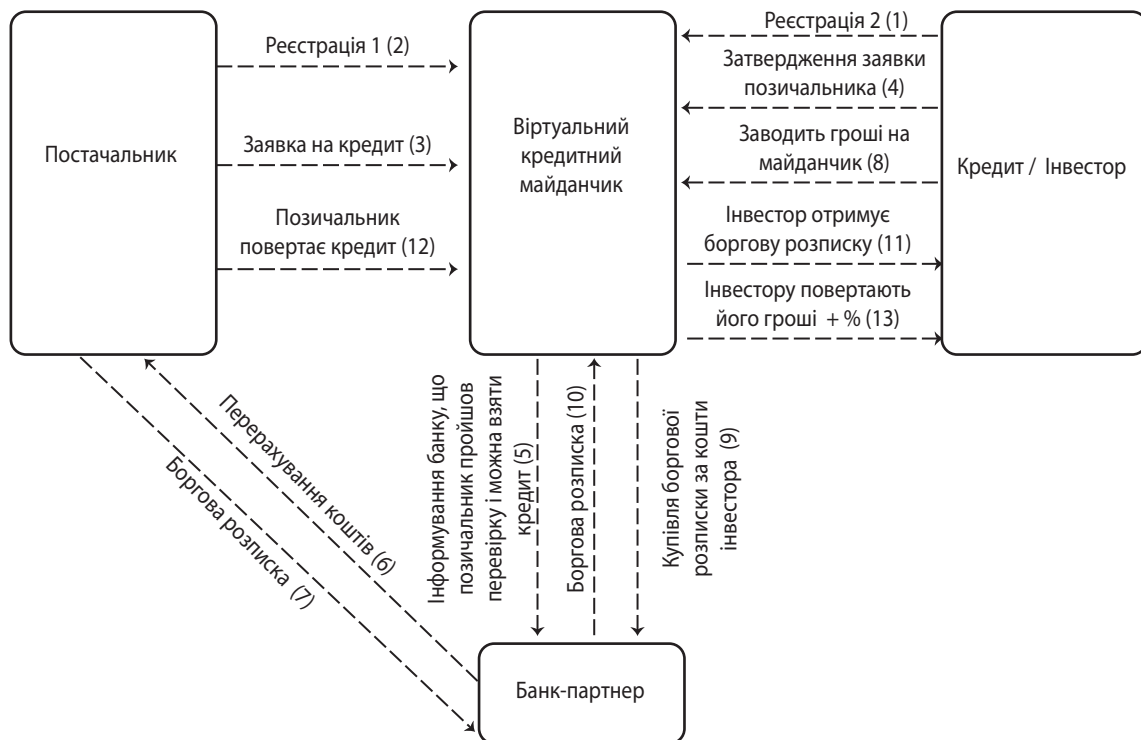 Постачальник
Реєстрація 1 (2)
Заявка на кредит (3)
Позичальник
повертає кредит (12)
Віртуальний
кредитний
майданчик
Реєстрація 2 (1)
Затвердження заявки
позичальника (4)
Заводить гроші на
майданчик (8)
Інвестор отримує
боргову розписку (11)
Інвестору повертають
його гроші + % (13)
Кредит / Інвестор
Перерахування коштів (6)
Боргова розписка (7)
Інформування банку, що
позичальник пройшов
перевірку і можна взяти
кредит (5)
Боргова розписка (10)
Купівля боргової
розписки за кошти
інвестора (9)
Банк-партнер